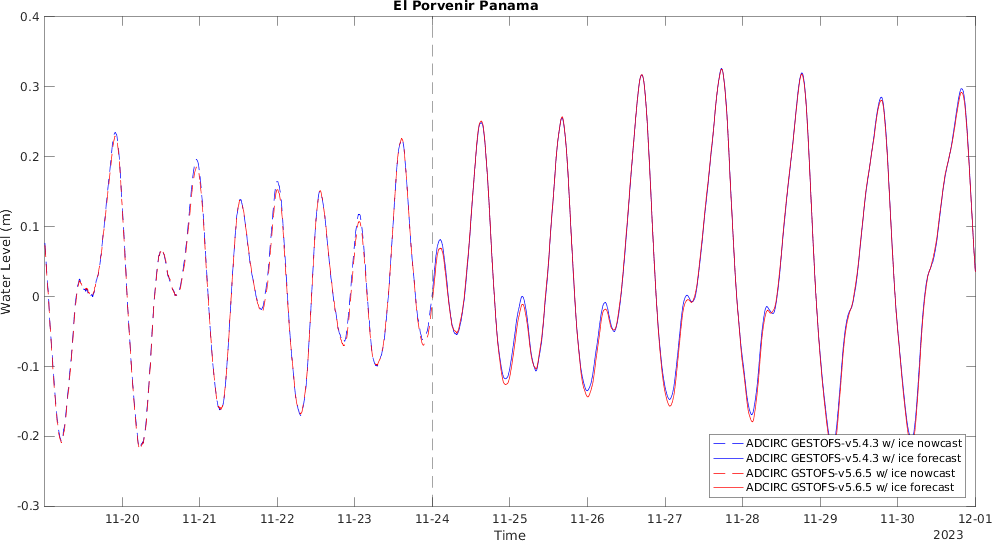 El Porvenir Panama
0.4
0.3
0.2
0.1
0
-0.1
-0.2
-0.3
Water Level (m)
ADCIRC GESTOFS-v5.4.3 w/ ice nowcast
ADCIRC GESTOFS-v5.4.3 w/ ice forecast
ADCIRC GSTOFS-v5.6.5 w/ ice nowcast
ADCIRC GSTOFS-v5.6.5 w/ ice forecast
11-20 11-21 11-22 11-23 11-24 11-25 11-26 11-27 11-28 11-29 11-30 12-01
Time
2023